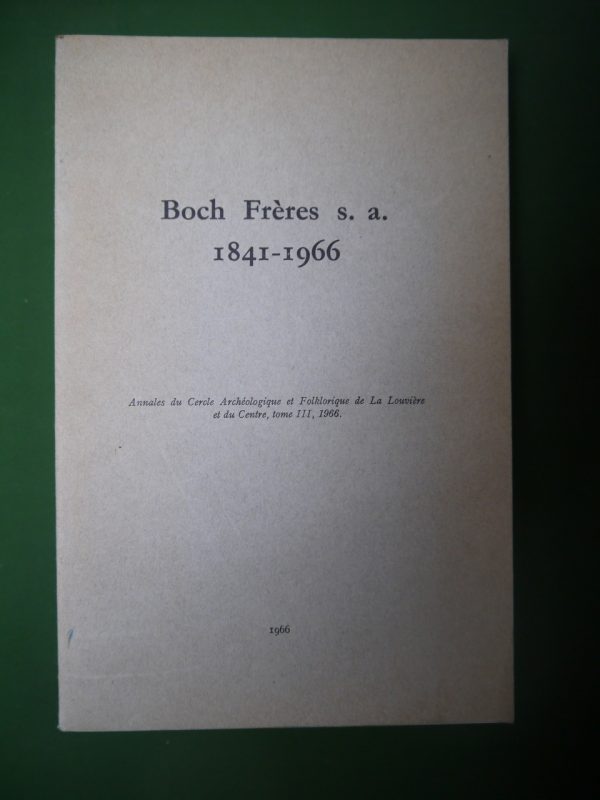 Boch Frères s. a.
1841-1966
Annales du Cercle Archéologique et Folklorique de La Louvière
et du Centre, tome III, 1966.
1966